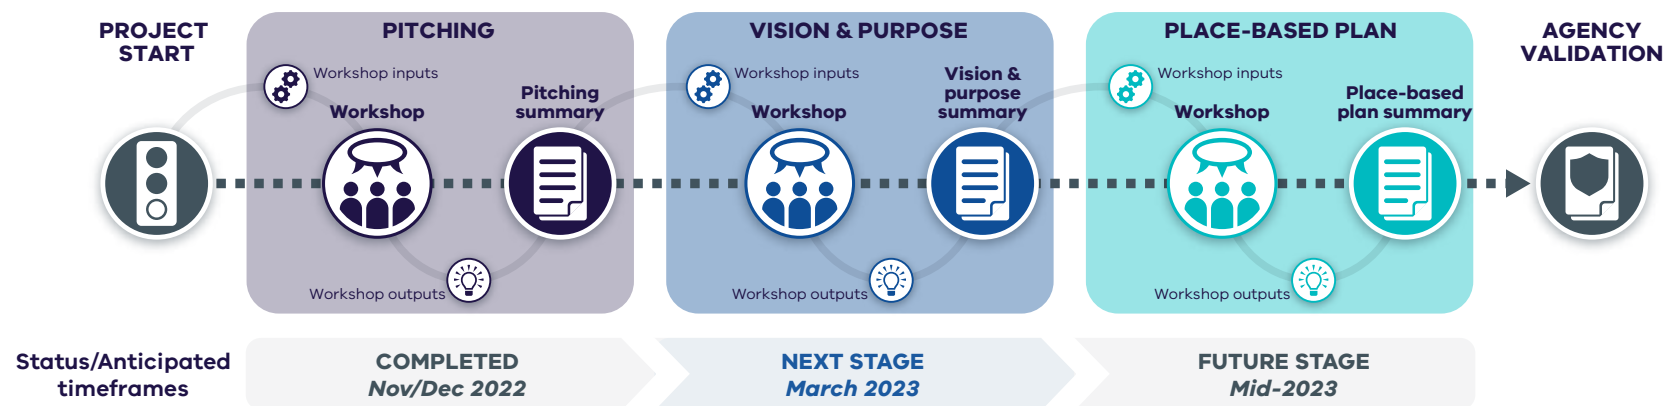 PROJECT
START
PITCHING
Workshop inputs
Workshop
Pitching
summary
Workshop outputs
VISION & PURPOSE
Workshop inputs
Workshop
Vision &
purpose
summary
Workshop outputs
PLACE-BASED PLAN
Workshop inputs
Workshop
Place-based
plan summary
Workshop outputs
AGENCY
VALIDATION
Status/Anticipated
timeframes
COMPLETED
Nov/Dec 2022
NEXT STAGE
March 2023
FUTURE STAGE
Mid-2023